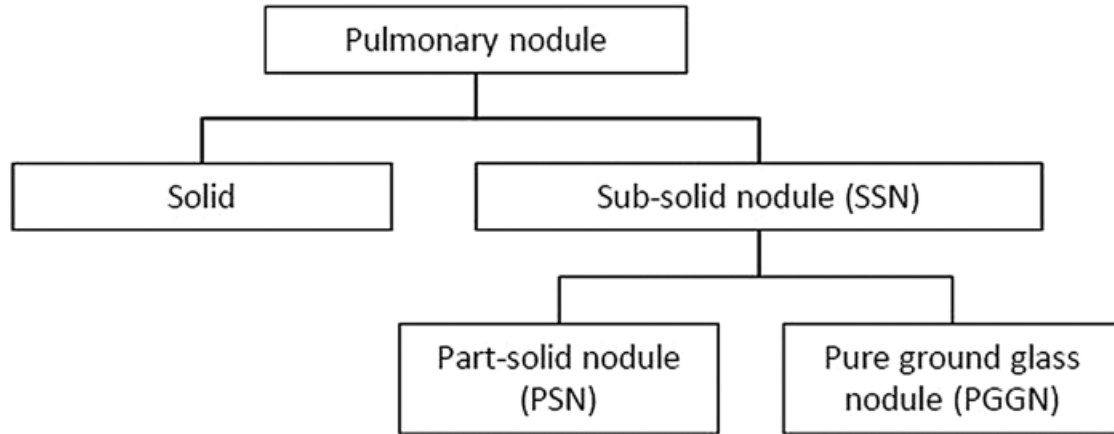 Pulmonary nodule
Solid
Sub-solid nodule (SSN)
Part-solid nodule
(PSN)
Pure ground glass
nodule (PGGN)